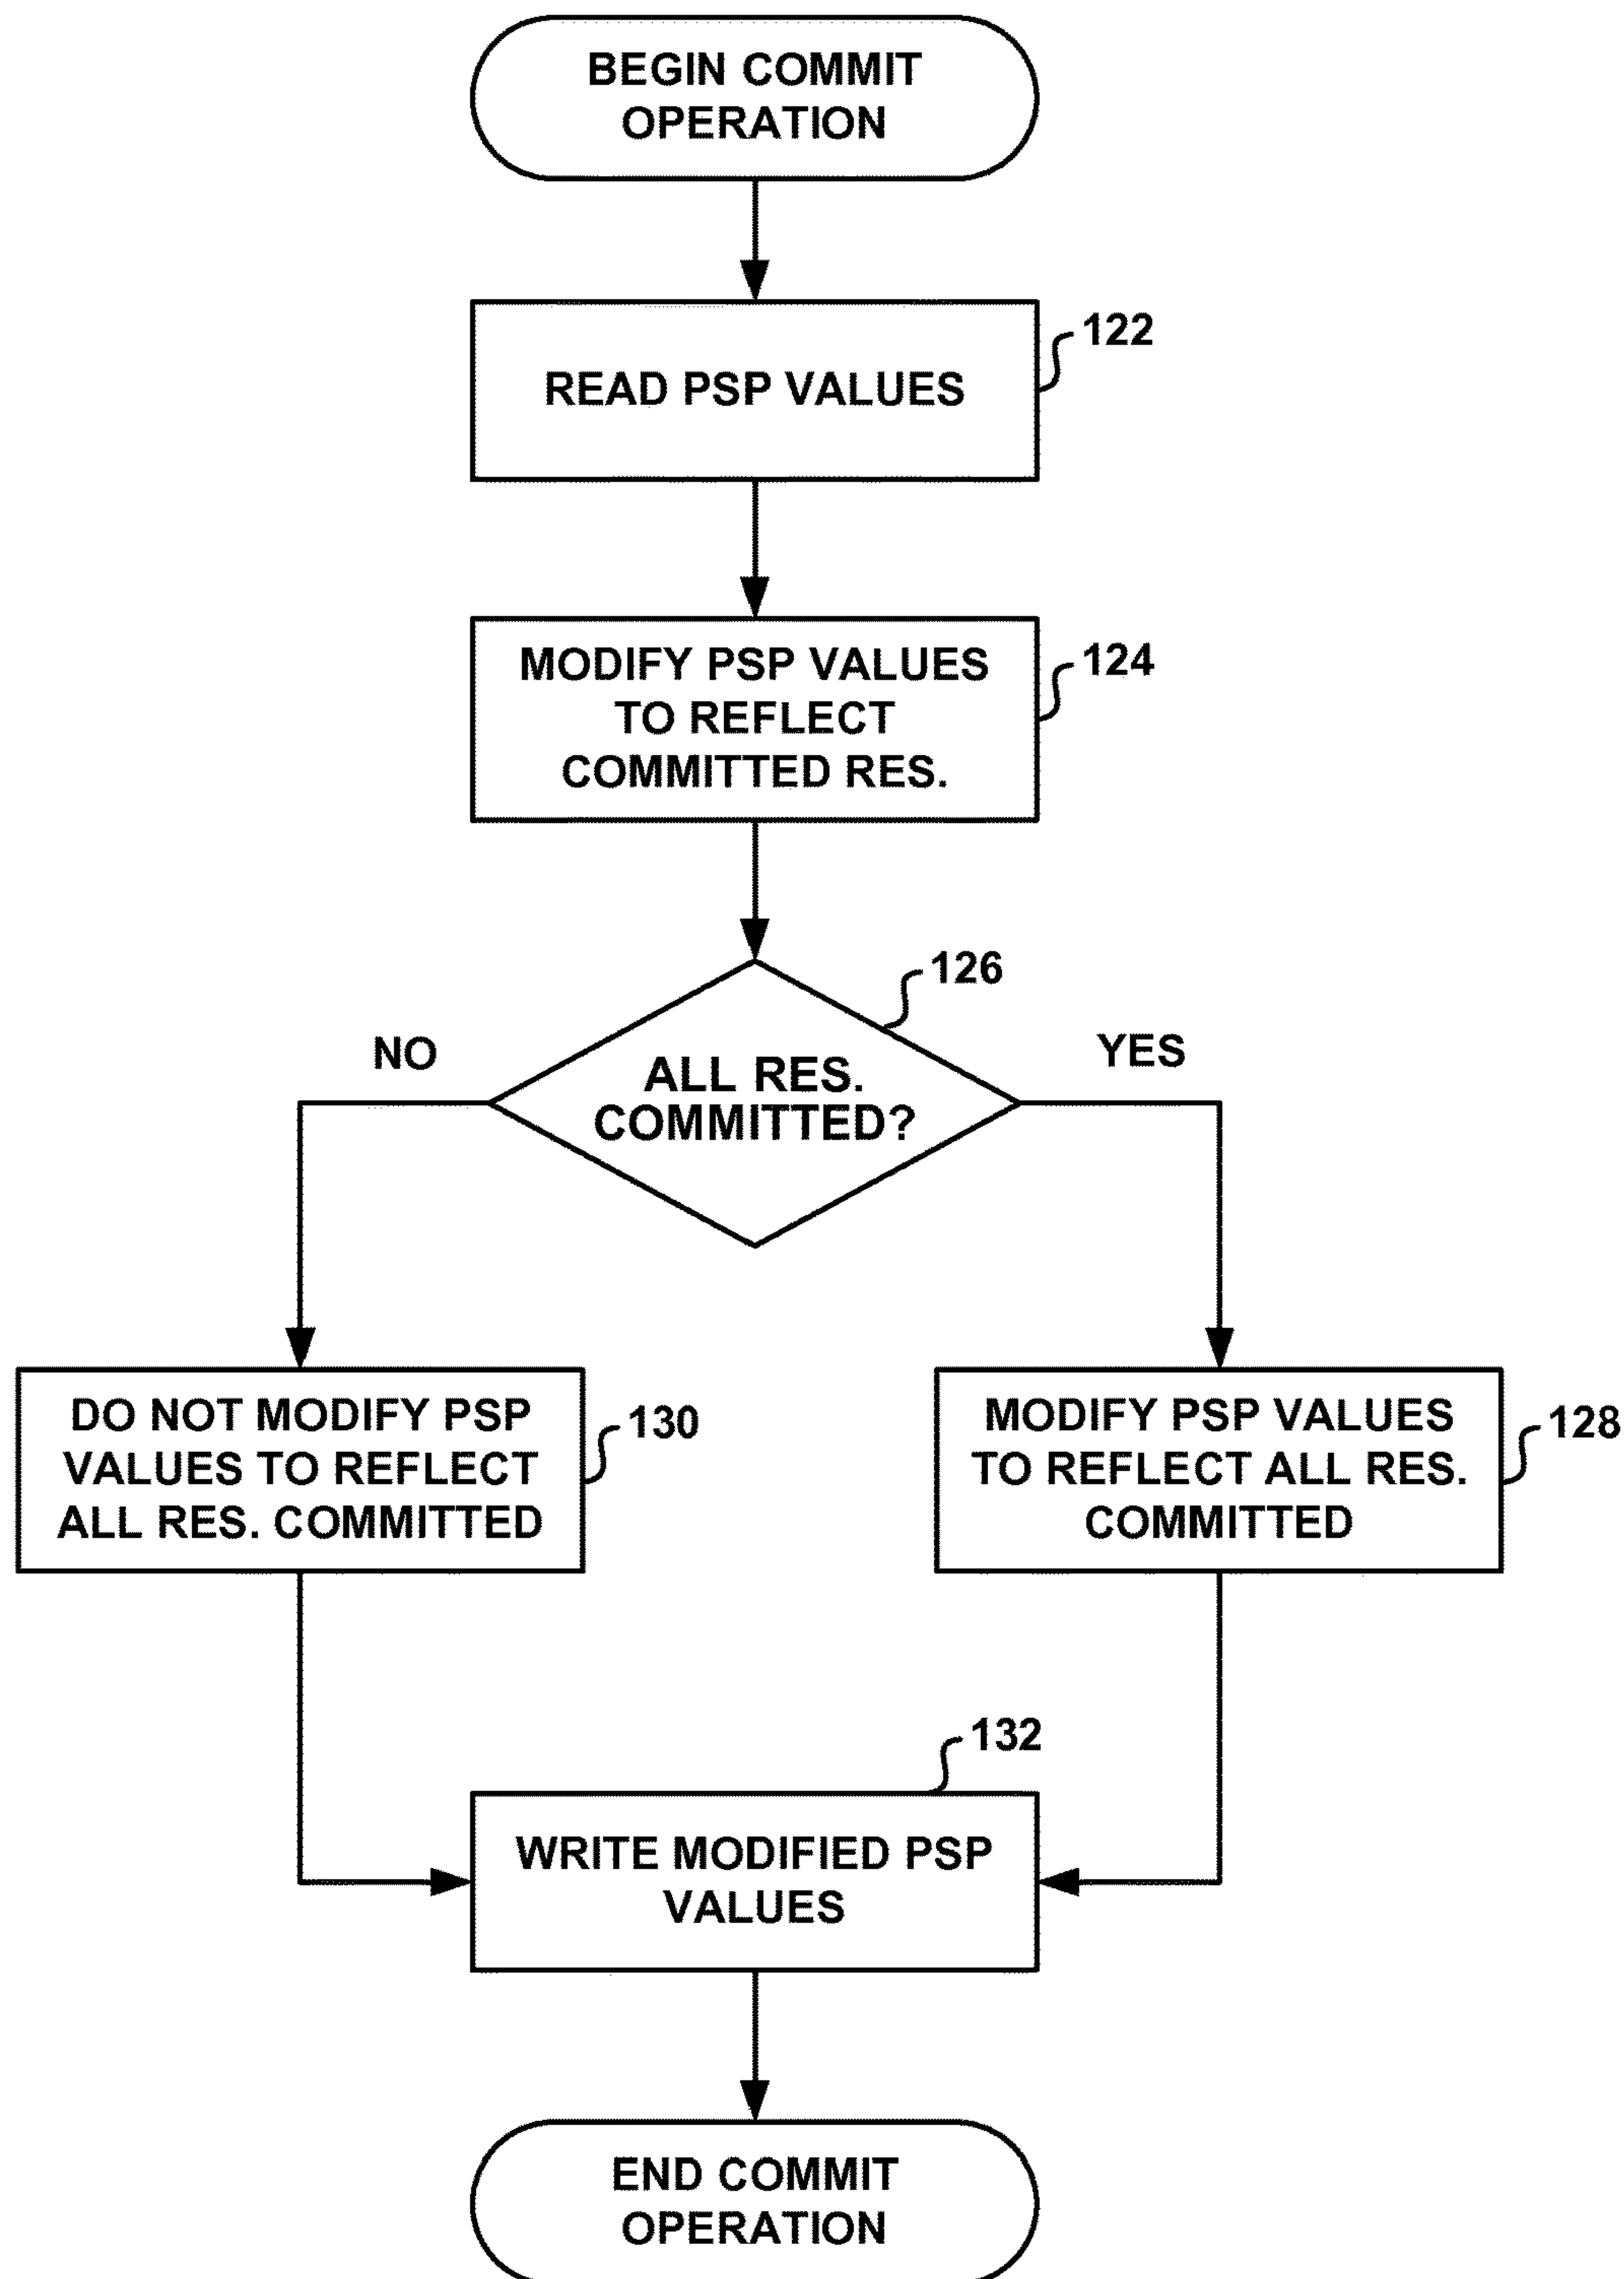 BEGIN COMMIT
OPERATION
READ PSP VALUES
122
MODIFY PSP VALUES
TO REFLECT
COMMITTED RES.
124
126
NO
YES
ALL RES.
COMMITTED?
DO NOT MODIFY PSP
VALUES TO REFLECT
ALL RES. COMMITTED
130
MODIFY PSP VALUES
TO REFLECT ALL RES.
COMMITTED
128
132
WRITE MODIFIED PSP
VALUES
END COMMIT
OPERATION